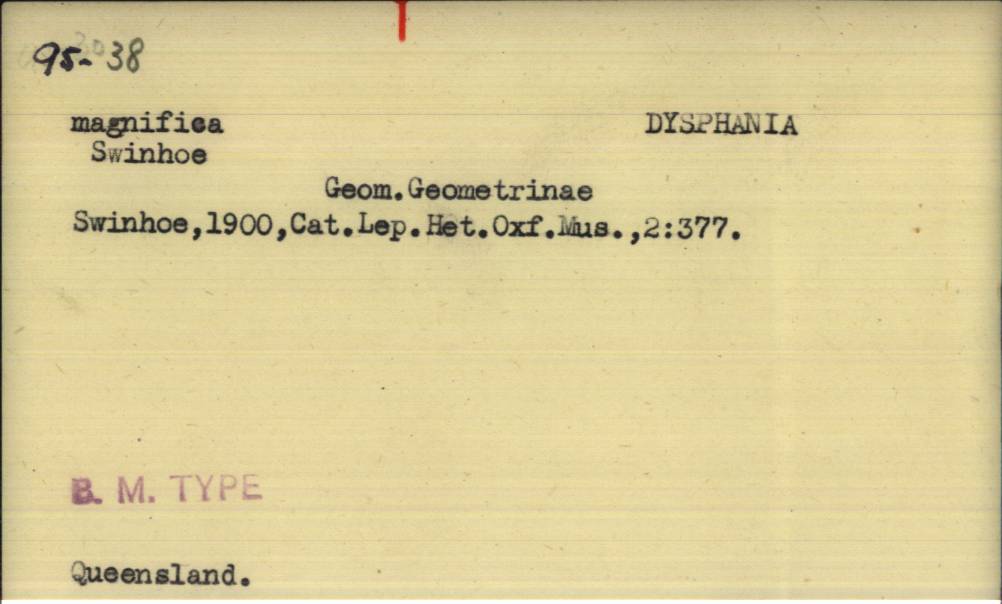 95-38
magnifica DYSPHANIA
Swinhoe
Geom.Geometrinae
Swinhoe,1900,Cat.Lep.Het.Oxf.Mus.,2:377.
B. M. TYPE
Queensland.